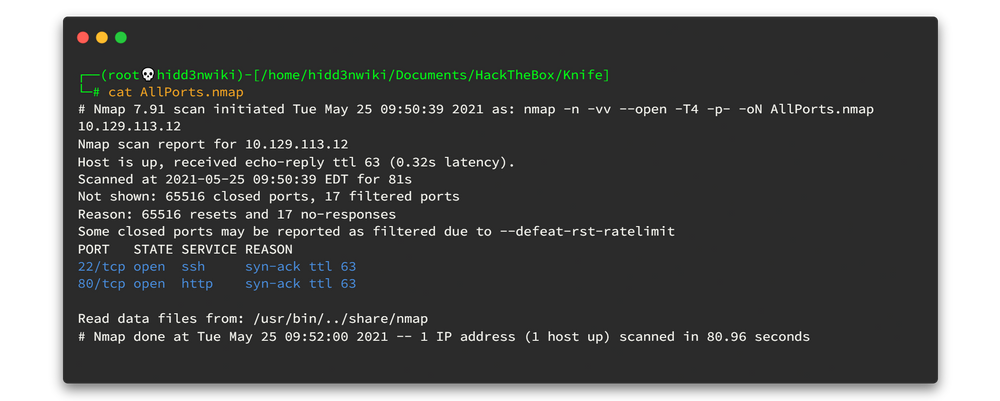 ┌──(root💀hidd3nwiki)-[/home/hidd3nwiki/Documents/HackTheBox/Knife]
└─# cat AllPorts.nmap
# Nmap 7.91 scan initiated Tue May 25 09:50:39 2021 as: nmap -n -vv --open -T4 -p- -oN AllPorts.nmap
10.129.113.12
Nmap scan report for 10.129.113.12
Host is up, received echo-reply ttl 63 (0.32s latency).
Scanned at 2021-05-25 09:50:39 EDT for 81s
Not shown: 65516 closed ports, 17 filtered ports
Reason: 65516 resets and 17 no-responses
Some closed ports may be reported as filtered due to --defeat-rst-ratelimit
PORT   STATE SERVICE REASON
22/tcp open  ssh     syn-ack ttl 63
80/tcp open  http    syn-ack ttl 63
Read data files from: /usr/bin/../share/nmap
# Nmap done at Tue May 25 09:52:00 2021 -- 1 IP address (1 host up) scanned in 80.96 seconds